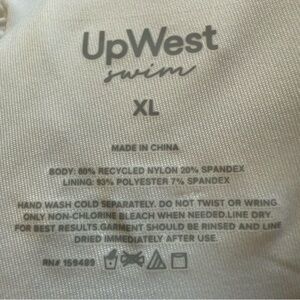 UpWest
swim
XL
MADE IN CHINA
BODY: 80% RECYCLED NYLON 20% SPANDEX
LINING: 93% POLYESTER 7% SPANDEX
HAND WASH COLD SEPARATELY. DO NOT TWIST OR WRING.
ONLY NON-CHLORINE BLEACH WHEN NEEDED.LINE DRY.
FOR BEST RESULTS,GARMENT SHOULD BE RINSED AND LINE
DRIED IMMEDIATELY AFTER USE.
RN# 159489